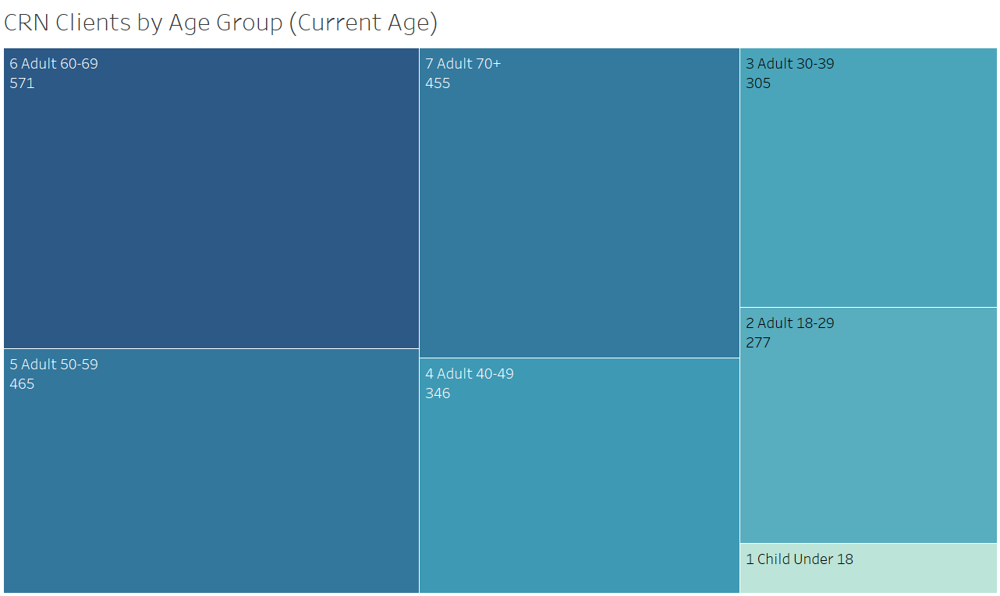 CRN Clients by Age Group (Current Age)
6 Adult 60-69
571
5 Adult 50-59
465
7 Adult 70+
455
4 Adult 40-49
346
3 Adult 30-39
305
2 Adult 18-29
277
1 Child Under 18